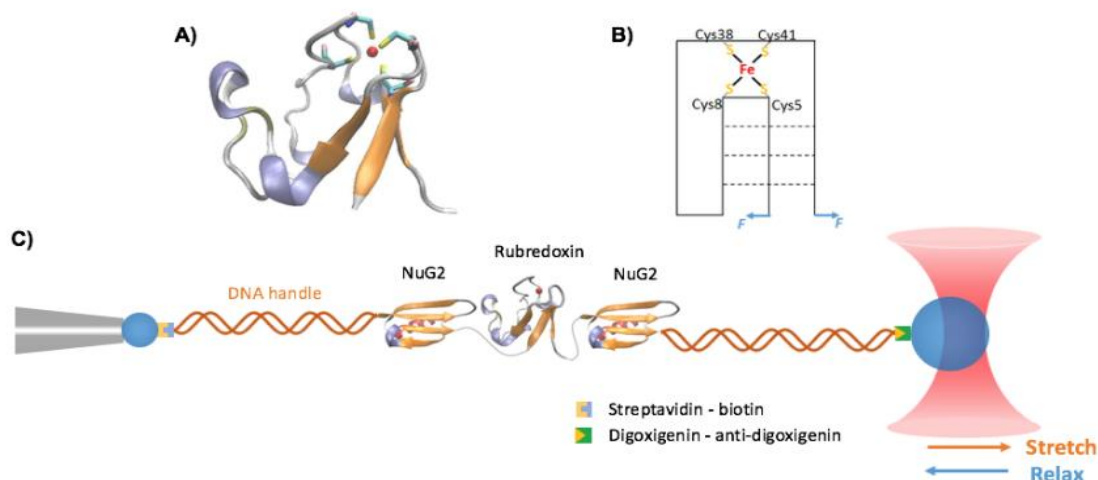 A)
B)
Cys38 Cys41
S S
Fe
S S
Cys8 Cys5
F F
C)
Rubredoxin
NuG2 NuG2
DNA handle
Streptavidin - biotin
Digoxigenin - anti-digoxigenin
Stretch
Relax